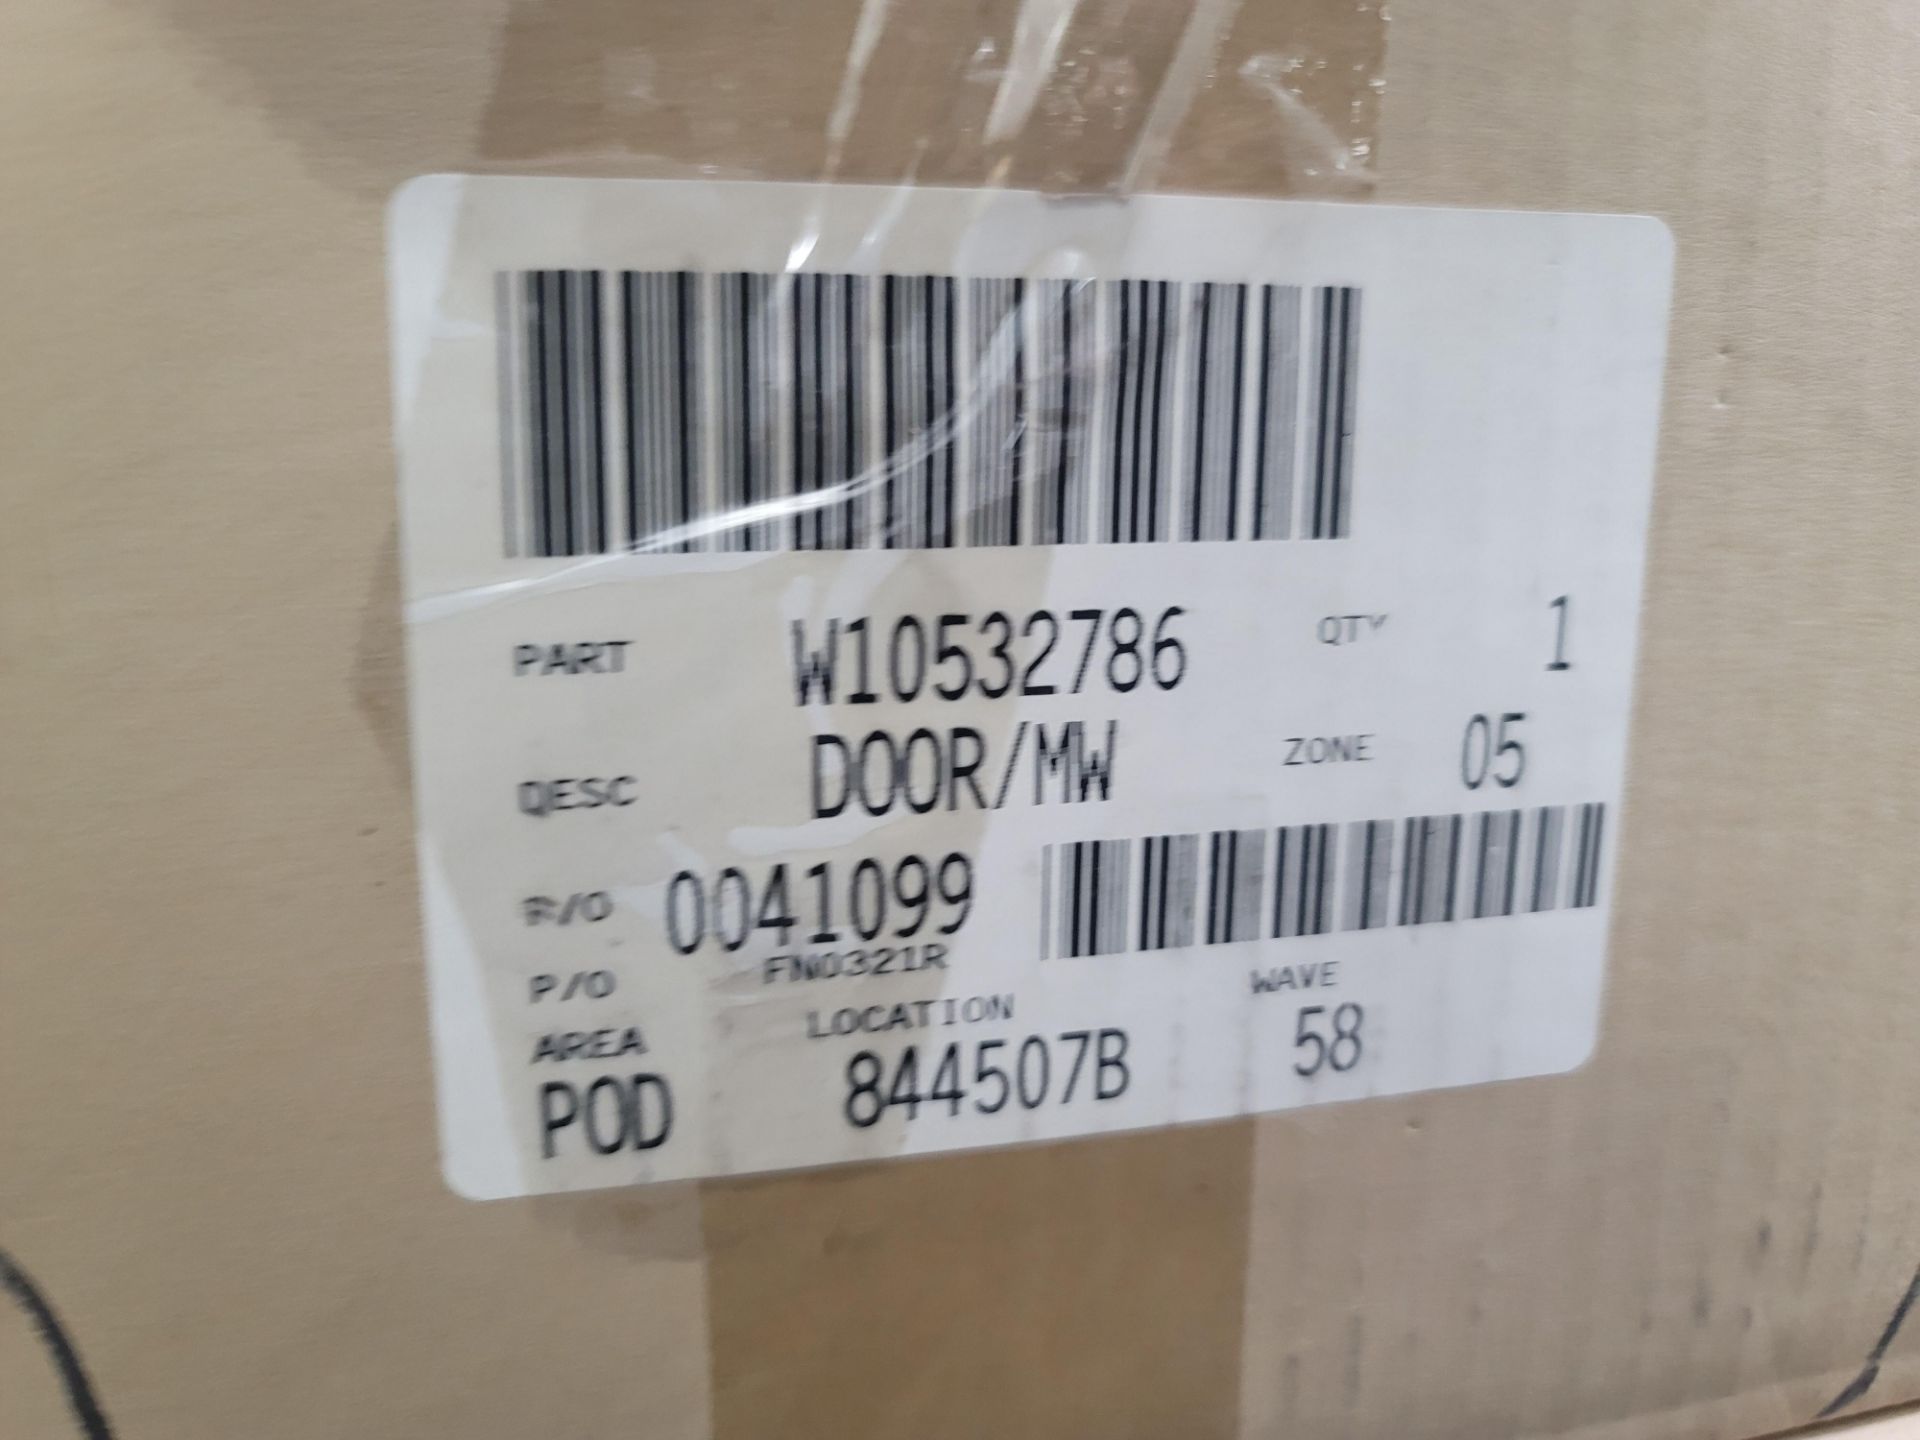 PART W10532786 QTY 1
DESC DOOR/MW ZONE 05
R/O 0041099
P/O FN0321R
AREA LOCATION WAVE
POD 844507B 58